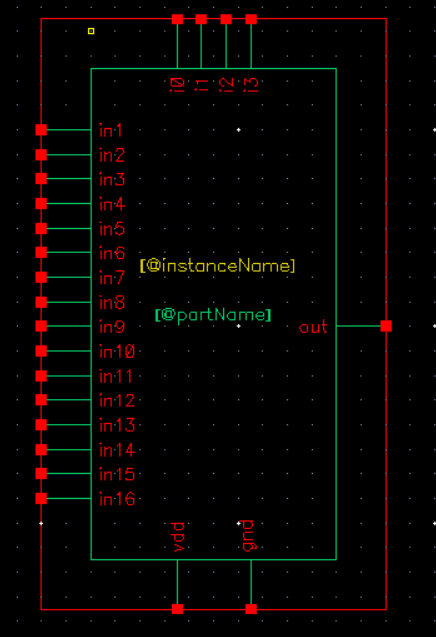 i0 i1 i2 i3
in1
in2
in3
in4
in5
in6
[@instanceName]
in7
in8
[@partName]
in9
out
in10
in11
in12
in13
in14
in15
in16
vdd
gnd